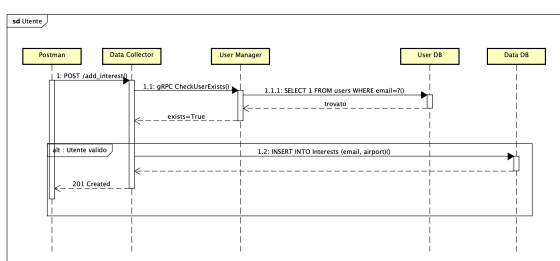 sd Utente
Postman
Data Collector
User Manager
User DB
Data DB
1: POST /add_interest()
1.1: gRPC CheckUserExists()
1.1.1: SELECT 1 FROM users WHERE email=?()
trovato
exists=True
alt : Utente valido
1.2: INSERT INTO Interests (email, airport)()
201 Created